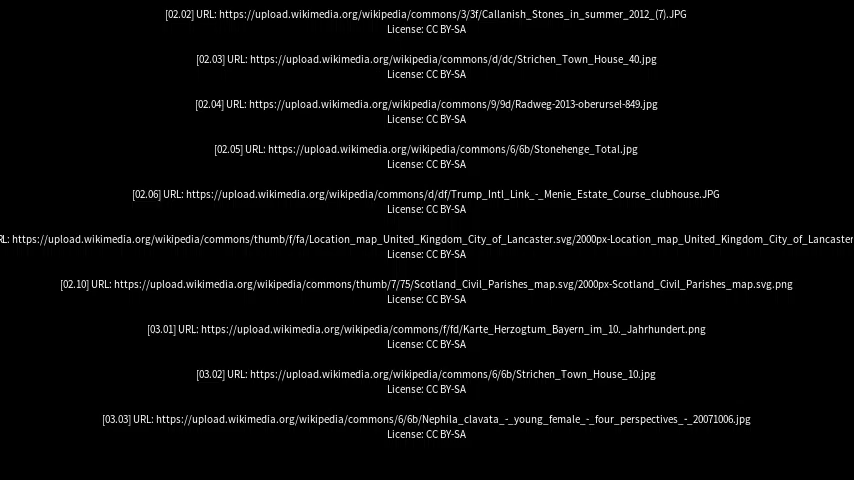 [02.02] URL: https://upload.wikimedia.org/wikipedia/commons/3/3f/Callanish_Stones_in_summer_2012_(7).JPG
License: CC BY-SA
[02.03] URL: https://upload.wikimedia.org/wikipedia/commons/d/dc/Strichen_Town_House_40.jpg
License: CC BY-SA
[02.04] URL: https://upload.wikimedia.org/wikipedia/commons/9/9d/Radweg-2013-oberursel-849.jpg
License: CC BY-SA
[02.05] URL: https://upload.wikimedia.org/wikipedia/commons/6/6b/Stonehenge_Total.jpg
License: CC BY-SA
[02.06] URL: https://upload.wikimedia.org/wikipedia/commons/d/df/Trump_Intl_Link_-_Menie_Estate_Course_clubhouse.JPG
License: CC BY-SA
RL: https://upload.wikimedia.org/wikipedia/commons/thumb/f/fa/Location_map_United_Kingdom_City_of_Lancaster.svg/2000px-Location_map_United_Kingdom_City_of_Lancaster
License: CC BY-SA
[02.10] URL: https://upload.wikimedia.org/wikipedia/commons/thumb/7/75/Scotland_Civil_Parishes_map.svg/2000px-Scotland_Civil_Parishes_map.svg.png
License: CC BY-SA
[03.01] URL: https://upload.wikimedia.org/wikipedia/commons/f/fd/Karte_Herzogtum_Bayern_im_10._Jahrhundert.png
License: CC BY-SA
[03.02] URL: https://upload.wikimedia.org/wikipedia/commons/6/6b/Strichen_Town_House_10.jpg
License: CC BY-SA
[03.03] URL: https://upload.wikimedia.org/wikipedia/commons/6/6b/Nephila_clavata_-_young_female_-_four_perspectives_-_20071006.jpg
License: CC BY-SA